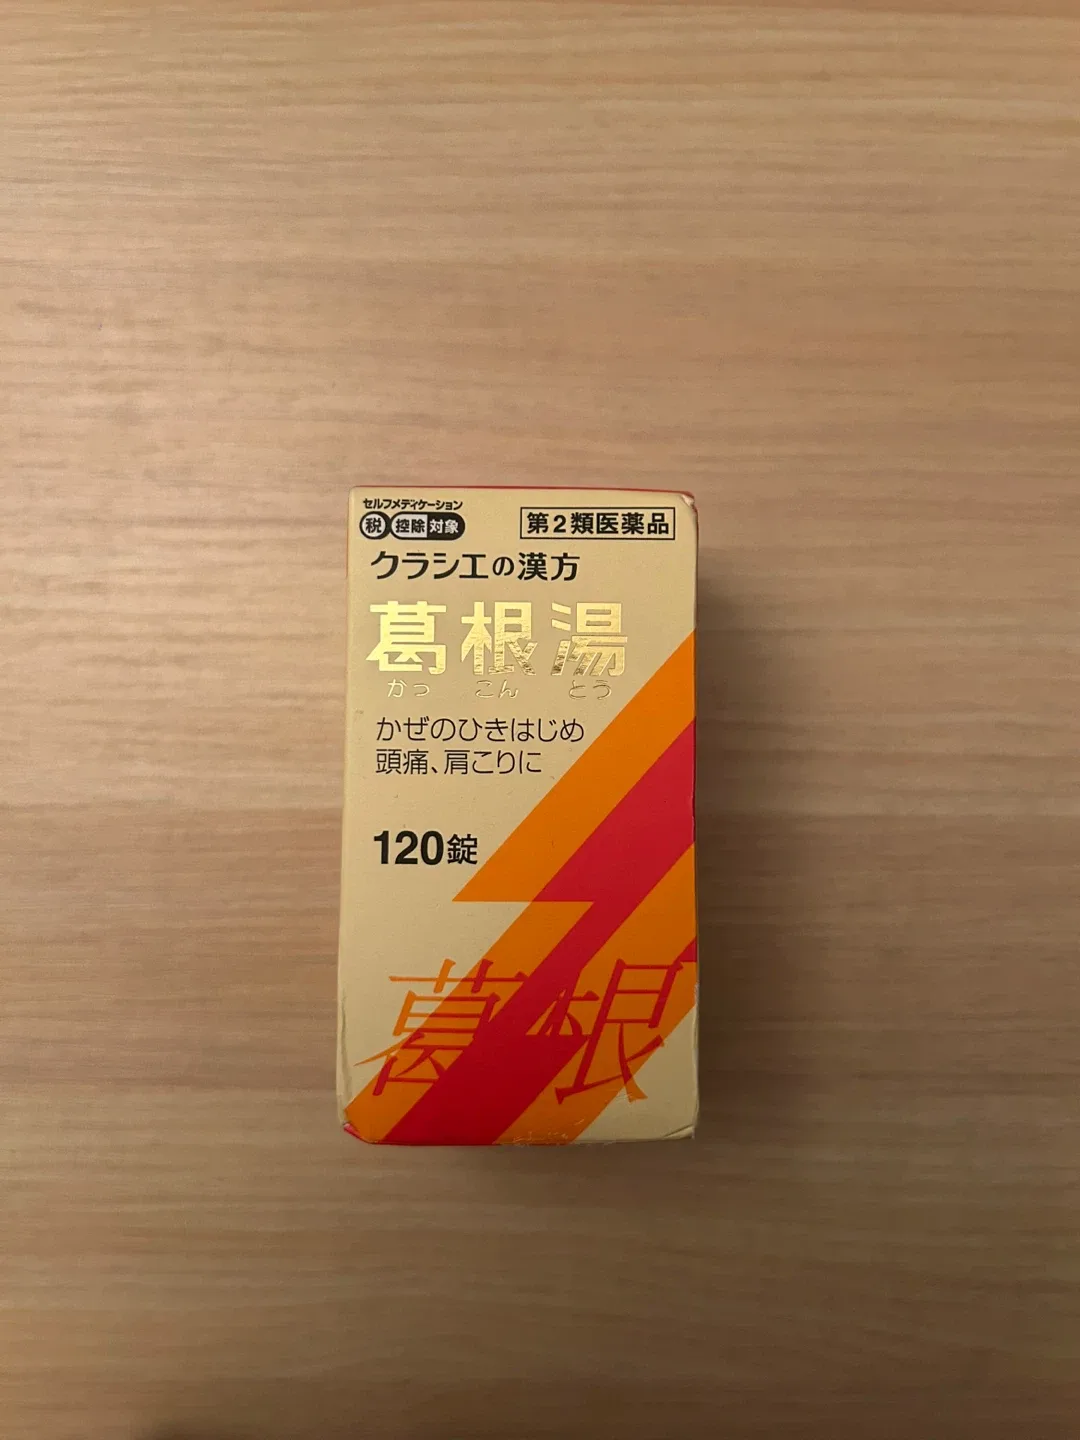 セルフメディケーション
税 控除 対象
第2類医薬品
クラシエの漢方
葛根湯
かっ こん とう
かぜのひきはじめ
頭痛、肩こりに
120錠
葛根